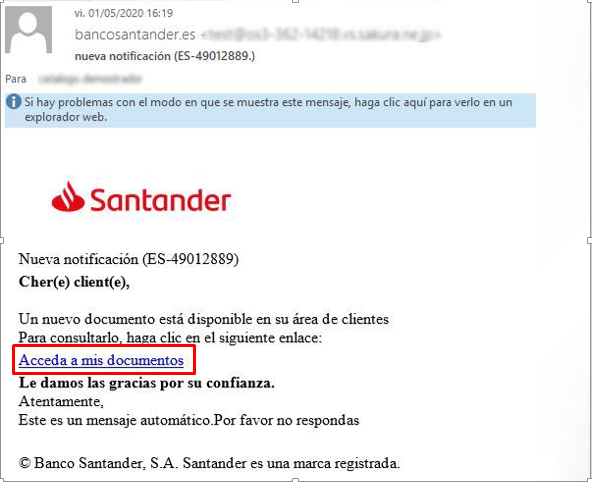 vi. 01/05/2020 16:19
bancosantander.es <test@os3-362-14218.vs.sakura.ne.jp>
nueva notificación (ES-49012889.)
Para
Si hay problemas con el modo en que se muestra este mensaje, haga clic aquí para verlo en un
explorador web.
Santander
Nueva notificación (ES-49012889)
Cher(e) client(e),
Un nuevo documento está disponible en su área de clientes
Para consultarlo, haga clic en el siguiente enlace:
Acceda a mis documentos
Le damos las gracias por su confianza.
Atentamente,
Este es un mensaje automático.Por favor no respondas
© Banco Santander, S.A. Santander es una marca registrada.